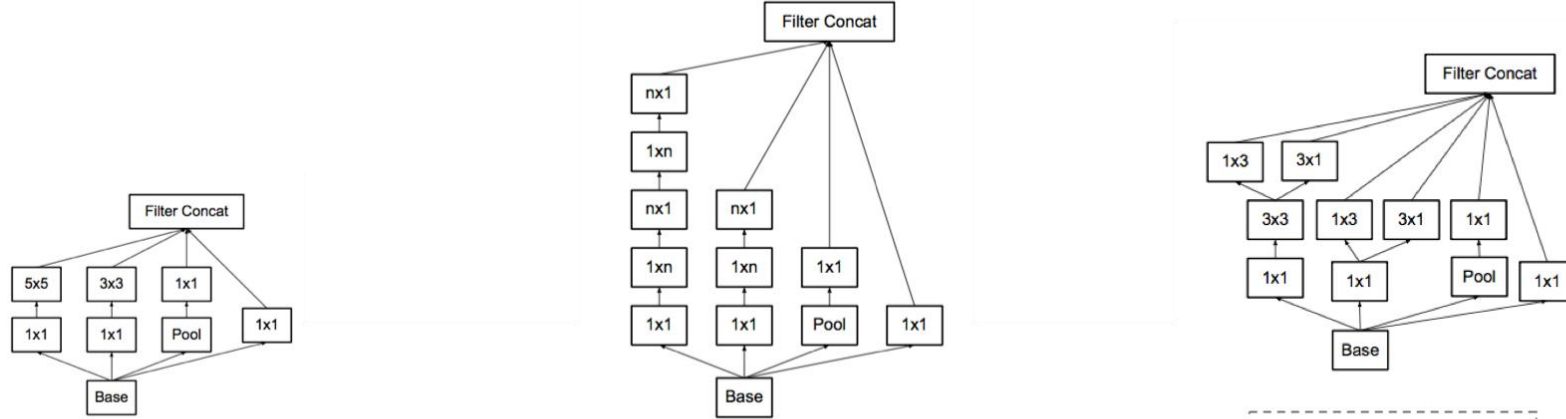 Filter Concat
5x5 3x3 1x1
1x1 1x1 Pool 1x1
Base
Filter Concat
nx1
1xn
nx1 nx1
1xn 1xn 1x1
1x1 1x1 Pool 1x1
Base
Filter Concat
1x3 3x1
3x3 1x3 3x1 1x1
1x1 1x1 Pool 1x1
Base